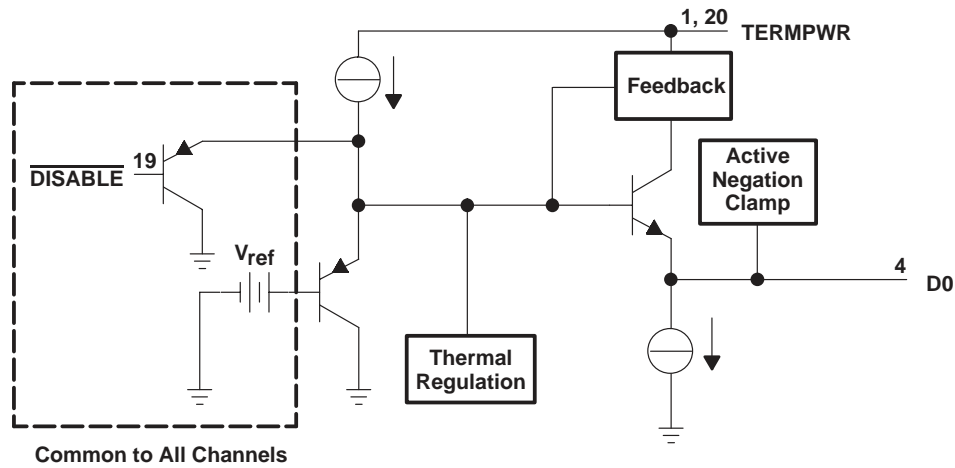 1, 20
TERMPWR
Feedback
19
DISABLE
Active
Negation
Clamp
Vref
4
D0
Thermal
Regulation
Common to All Channels